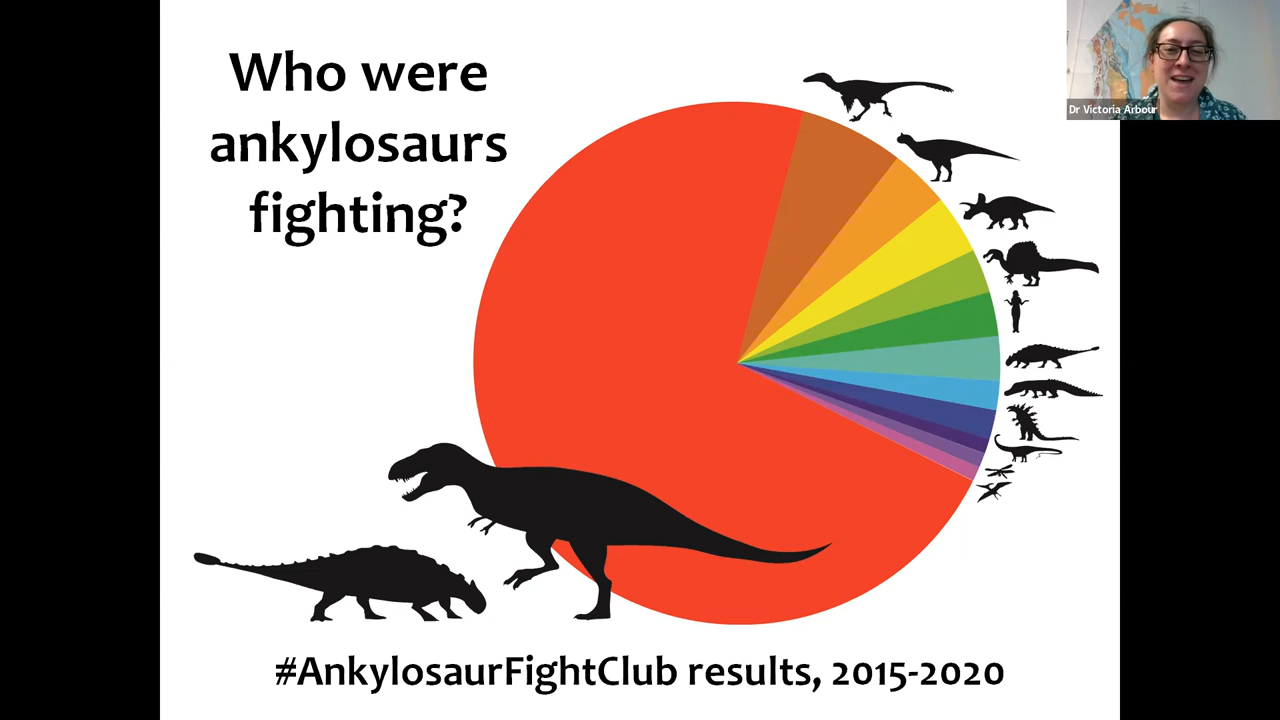 Who were
ankylosaurs
fighting?
Dr Victoria Arbour
#AnkylosaurFightClub results, 2015-2020